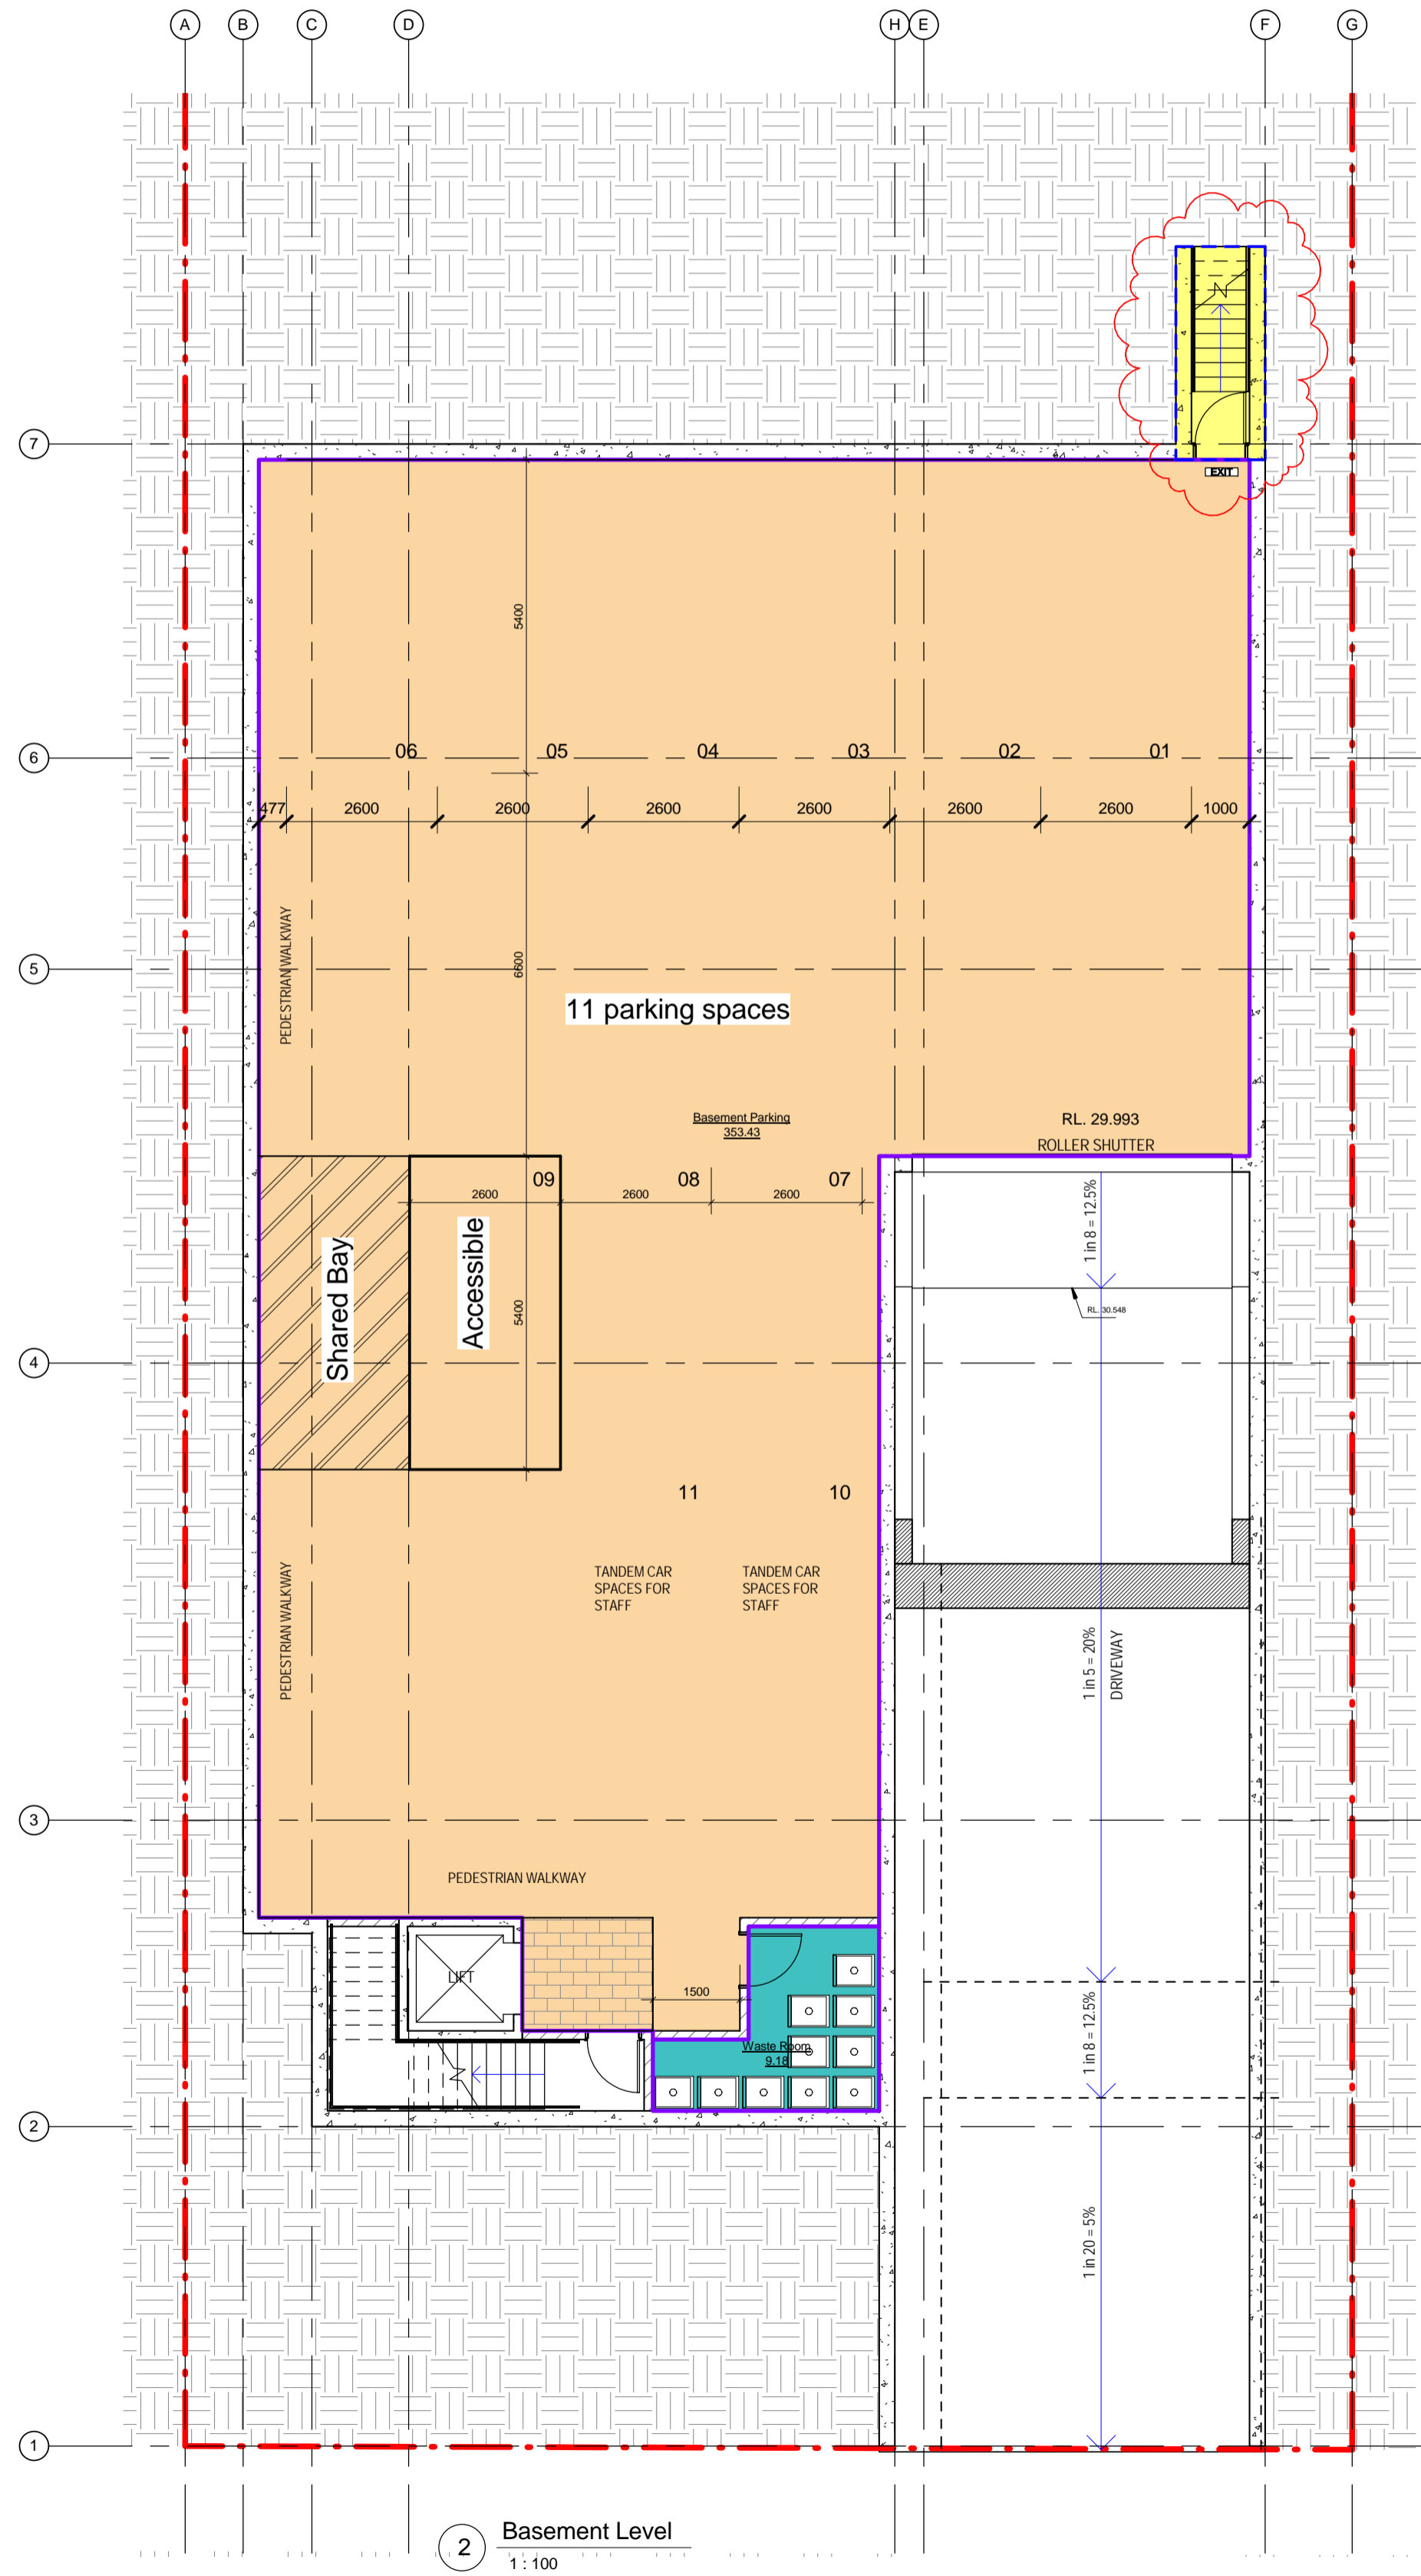 A B C D H E F G
7
EXIT
5400
6
06 05 04 03 02 01
477 2600 2600 2600 2600 2600 2600 1000
PEDESTRIAN WALKWAY
6600
5
11 parking spaces
Basement Parking
353.43
RL. 29.993
ROLLER SHUTTER
09 08 07
2600 2600 2600
Shared Bay
Accessible
5400
1 in 8 = 12.5%
RL. 30.548
4
11 10
TANDEM CAR
SPACES FOR
STAFF
TANDEM CAR
SPACES FOR
STAFF
PEDESTRIAN WALKWAY
1 in 5 = 20%
DRIVEWAY
3
PEDESTRIAN WALKWAY
LIFT
1500
Waste Room
9.18
1 in 8 = 12.5%
2
1 in 20 = 5%
1
2
Basement Level
1 : 100